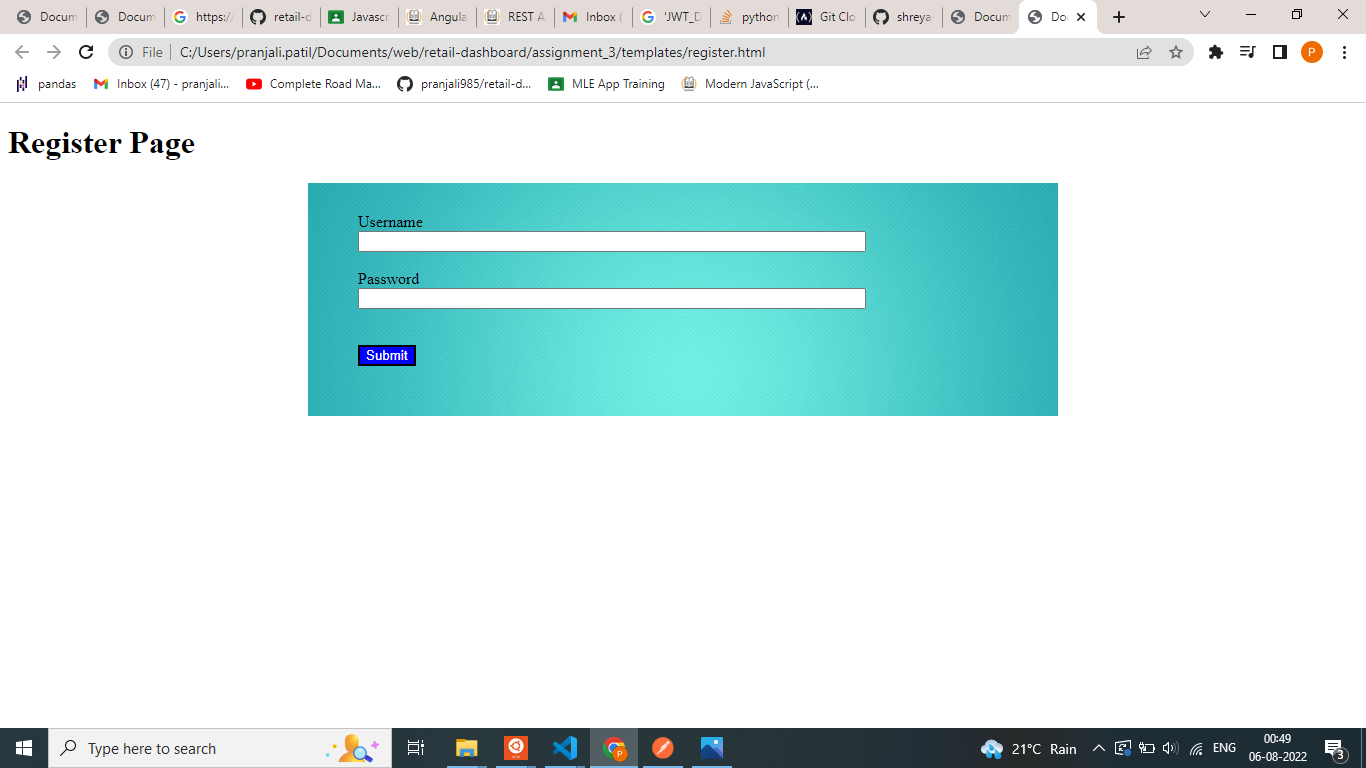 Docum Docum https:/ retail-d Javascr Angula REST A Inbox ( 'JWT_D python Git Clo shreya Docum Do
File C:/Users/pranjali.patil/Documents/web/retail-dashboard/assignment_3/templates/register.html P
pandas Inbox (47) - pranjali... Complete Road Ma... pranjali985/retail-d... MLE App Training Modern JavaScript (...
Register Page
Username
Password
Submit
Type here to search 21°C Rain ENG 00:49
06-08-2022 3